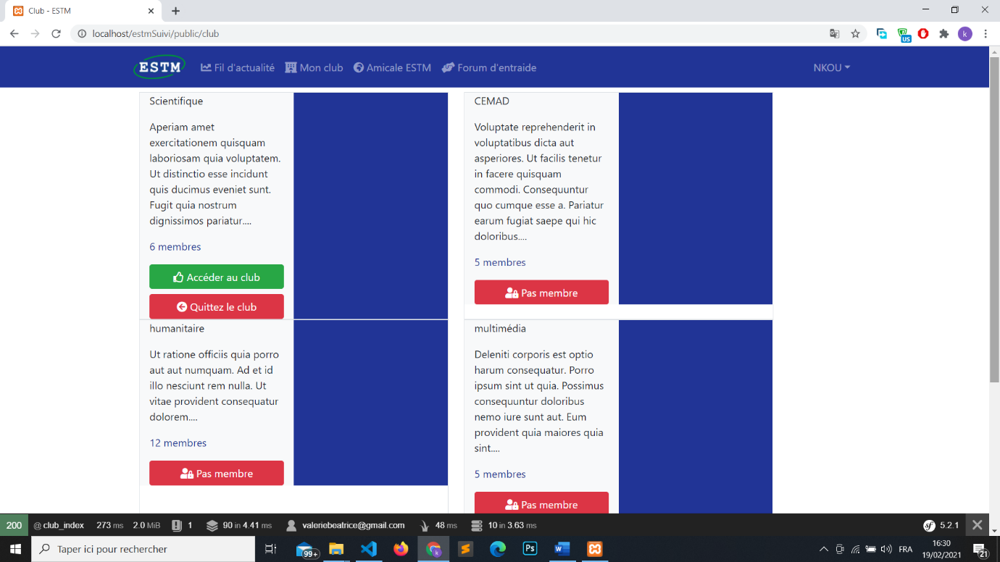 Club - ESTM
localhost/estmSuivi/public/club
US
k
ESTM
Fil d'actualité
Mon club
Amicale ESTM
Forum d'entraide
NKOU
Scientifique
Aperiam amet
exercitationem quisquam
laboriosam quia voluptatem.
Ut distinctio esse incidunt
quis ducimus eveniet sunt.
Fugit quia nostrum
dignissimos pariatur....
6 membres
Accéder au club
Quittez le club
CEMAD
Voluptate reprehenderit in
voluptatibus dicta aut
asperiores. Ut facilis tenetur
in facere quisquam
commodi. Consequuntur
quo cumque esse a. Pariatur
earum fugiat saepe qui hic
doloribus....
5 membres
Pas membre
humanitaire
Ut ratione officiis quia porro
aut aut numquam. Ad et id
illo nesciunt rem nulla. Ut
vitae provident consequatur
dolorem....
12 membres
Pas membre
multimédia
Deleniti corporis est optio
harum consequatur. Porro
ipsum sint ut quia. Possimus
consequuntur doloribus
nemo iure sunt aut. Eum
provident quia maiores quia
sint....
5 membres
Pas membre
200 @ club_index 273 ms 2.0 MiB 1 90 in 4.41 ms valeriebeatrice@gmail.com 48 ms 10 in 3.63 ms sf 5.2.1
Taper ici pour rechercher
99+
k
Ps
W
FRA
16:30
19/02/2021
21